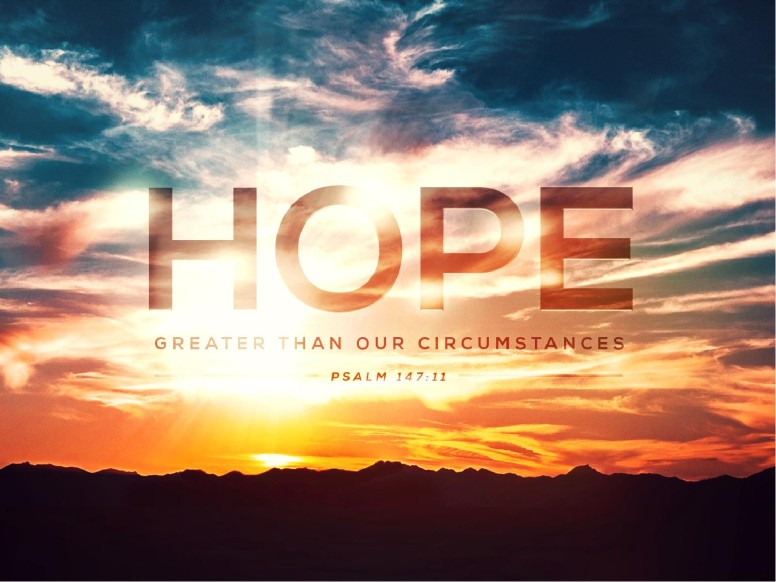 HOPE
GREATER THAN OUR CIRCUMSTANCES
PSALM 147:11